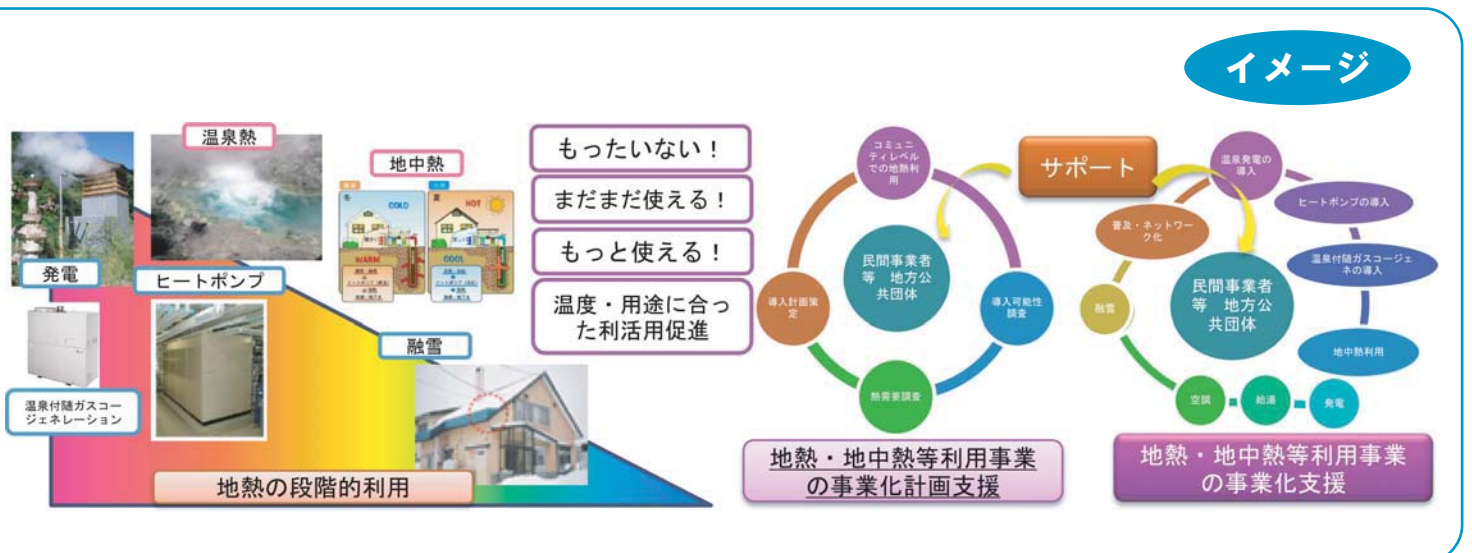 イメージ
温泉熱
地中熱
冬
COLD
夏
HOT
WARM
COOL
発電
ヒートポンプ
融雪
温泉付随ガスコー
ジェネレーション
地熱の段階的利用
もったいない！
まだまだ使える！
もっと使える！
温度・用途に合っ
た利活用促進
サポート
コミュニ
ティレベル
での地熱利
用
民間事業者
等　地方公
共団体
導入計画策
定
導入可能性
調査
熱需要調査
地熱・地中熱等利用事業
の事業化計画支援
温泉発電の
導入
ヒートポンプの導入
普及・ネットワー
ク化
温泉付随ガスコージェ
ネの導入
民間事業者
等　地方公
共団体
融雪
地中熱利用
空調
給湯
発電
地熱・地中熱等利用事業
の事業化支援